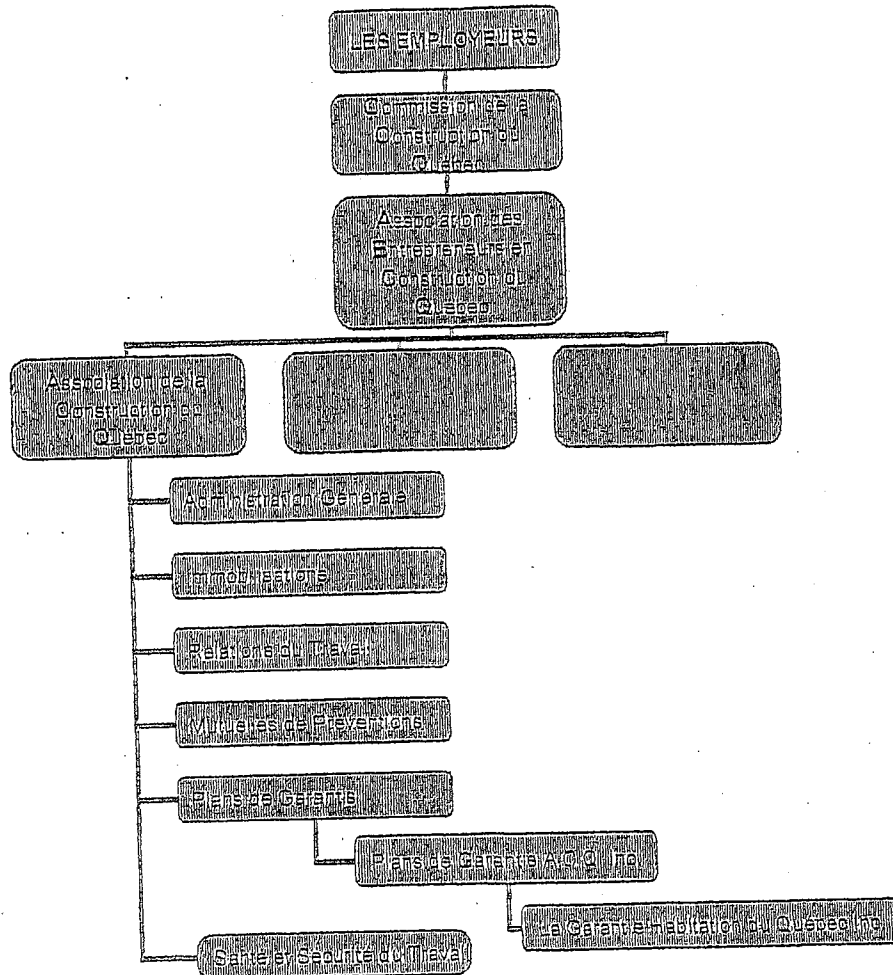 LES EMPLOYEURS
Commission de la
Construction du
Québec
Association des
Entrepreneurs en
Construction du
Québec
Association de la
Construction du
Québec
Administration Générale
Immobilisations
Relations du Travail
Mutuelles de Préventions
Plans de Garantis
Plans de Garantie A.C.Q. Inc.
La Garantie Habitation du Québec Inc
Santé et Sécurité du Travail